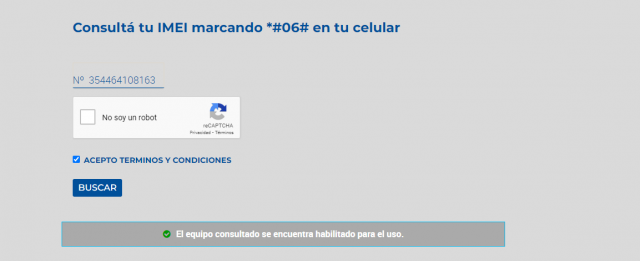 Consultá tu IMEI marcando *#06# en tu celular
Nº 354464108163
No soy un robot
reCAPTCHA
Privacidad - Términos
ACEPTO TERMINOS Y CONDICIONES
BUSCAR
El equipo consultado se encuentra habilitado para el uso.